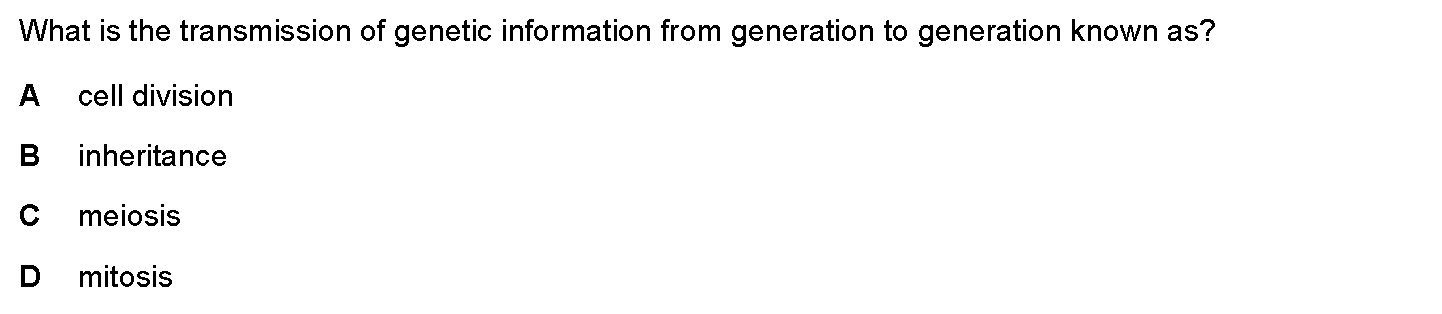 What is the transmission of genetic information from generation to generation known as?
A cell division
B inheritance
C meiosis
D mitosis